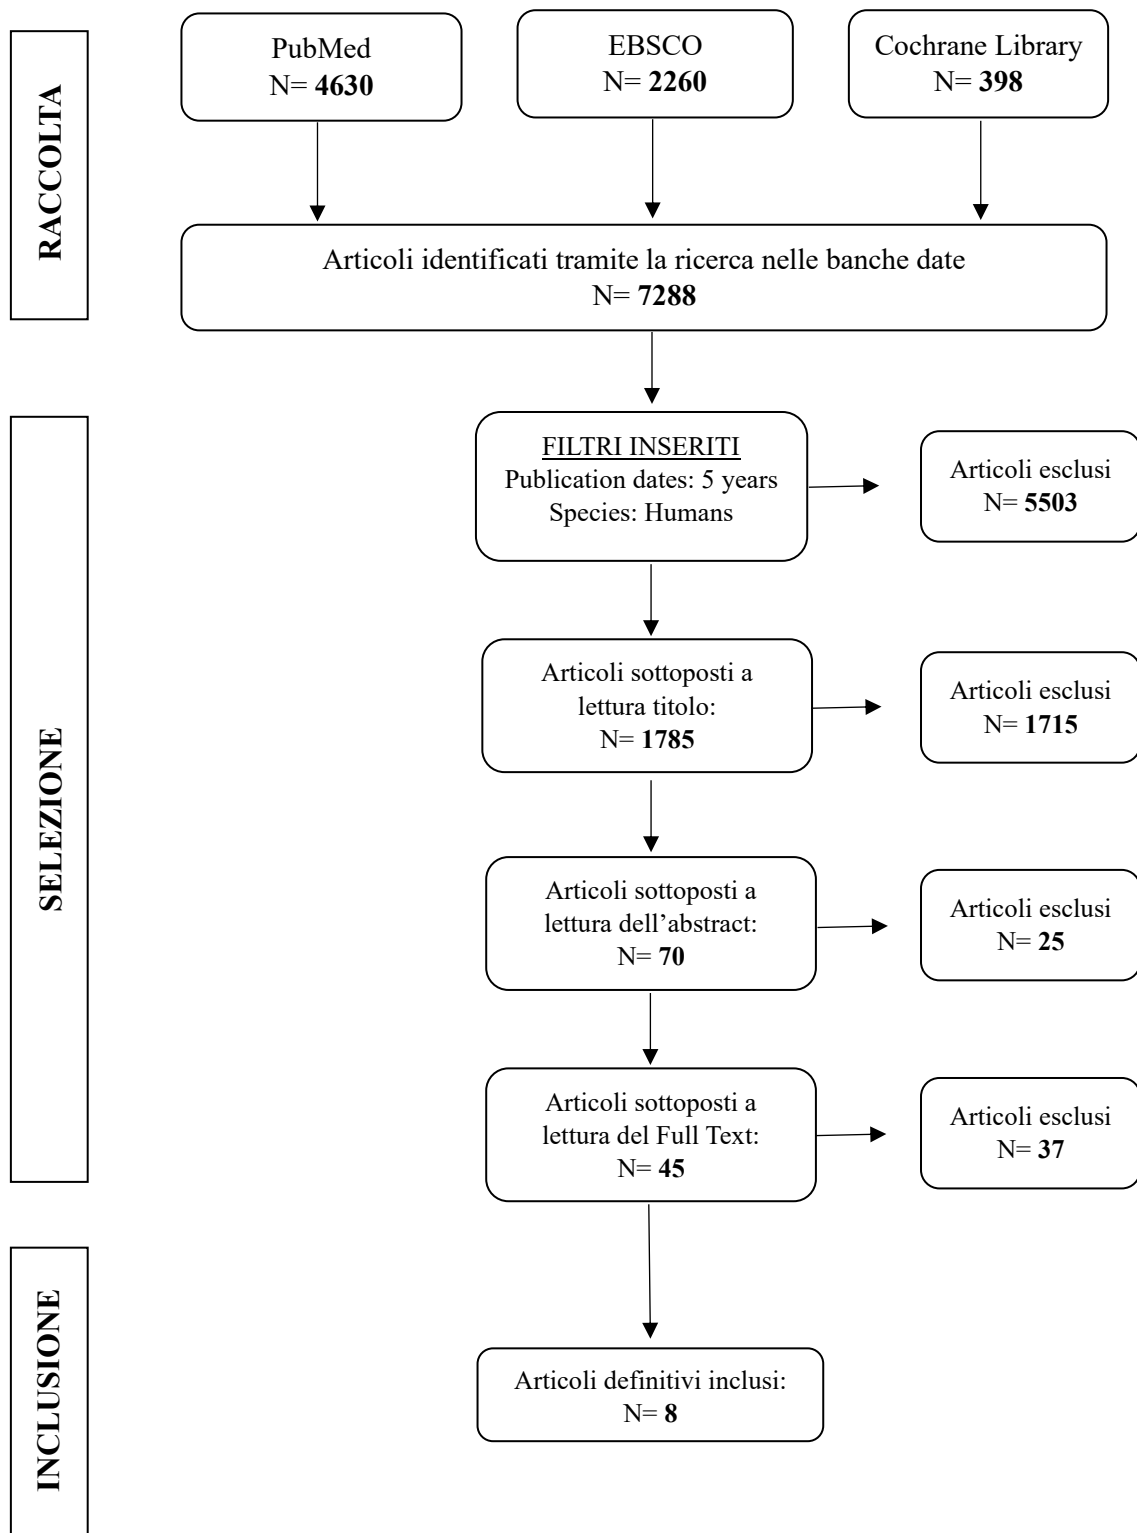 RACCOLTA
PubMed
N= 4630
EBSCO
N= 2260
Cochrane Library
N= 398
Articoli identificati tramite la ricerca nelle banche date
N= 7288
SELEZIONE
FILTRI INSERITI
Publication dates: 5 years
Species: Humans
Articoli esclusi
N= 5503
Articoli sottoposti a
lettura titolo:
N= 1785
Articoli esclusi
N= 1715
Articoli sottoposti a
lettura dell’abstract:
N= 70
Articoli esclusi
N= 25
Articoli sottoposti a
lettura del Full Text:
N= 45
Articoli esclusi
N= 37
INCLUSIONE
Articoli definitivi inclusi:
N= 8